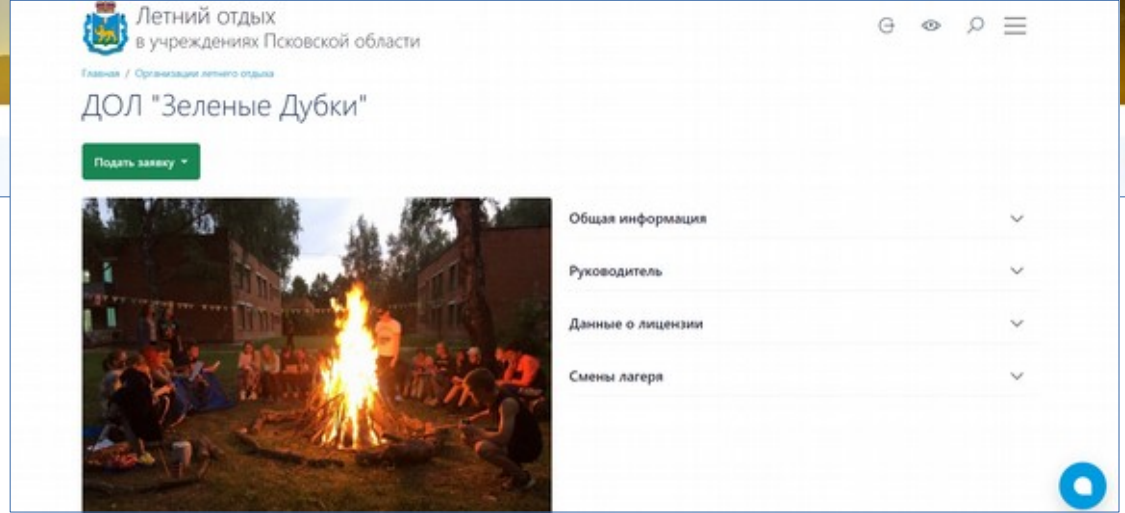 Летний отдых
в учреждениях Псковской области
Главная / Организации летнего отдыха
ДОЛ "Зеленые Дубки"
Подать заявку
Общая информация
Руководитель
Данные о лицензии
Смены лагеря